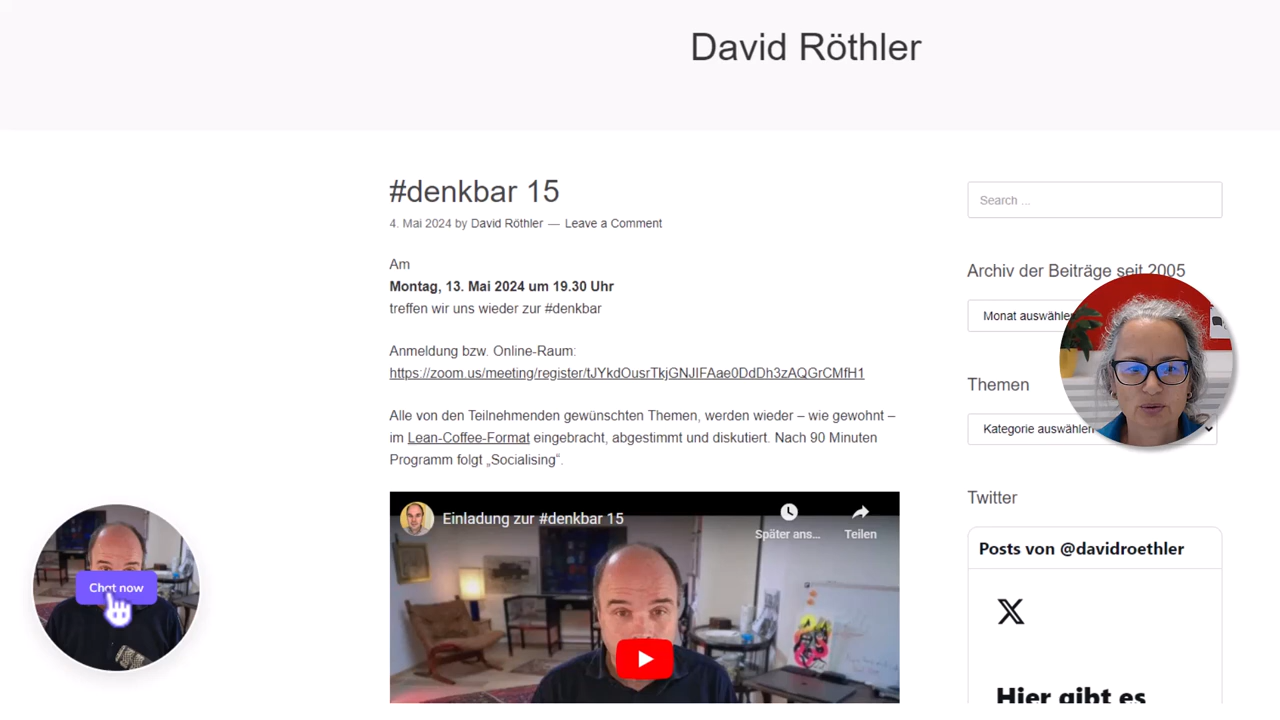 David Röthler
#denkbar 15
4. Mai 2024 by David Röthler — Leave a Comment
Am
Montag, 13. Mai 2024 um 19.30 Uhr
treffen wir uns wieder zur #denkbar
Anmeldung bzw. Online-Raum:
https://zoom.us/meeting/register/tJYkdOusrTkjGNJIFAae0DdDh3zAQGrCMfH1
Alle von den Teilnehmenden gewünschten Themen, werden wieder – wie gewohnt –
im Lean-Coffee-Format eingebracht, abgestimmt und diskutiert. Nach 90 Minuten
Programm folgt „Socialising“.
Einladung zur #denkbar 15
Später ans...
Teilen
Chat now
Search ...
Archiv der Beiträge seit 2005
Monat auswählen
Themen
Kategorie auswählen
Twitter
Posts von @davidroethler
Hier gibt es